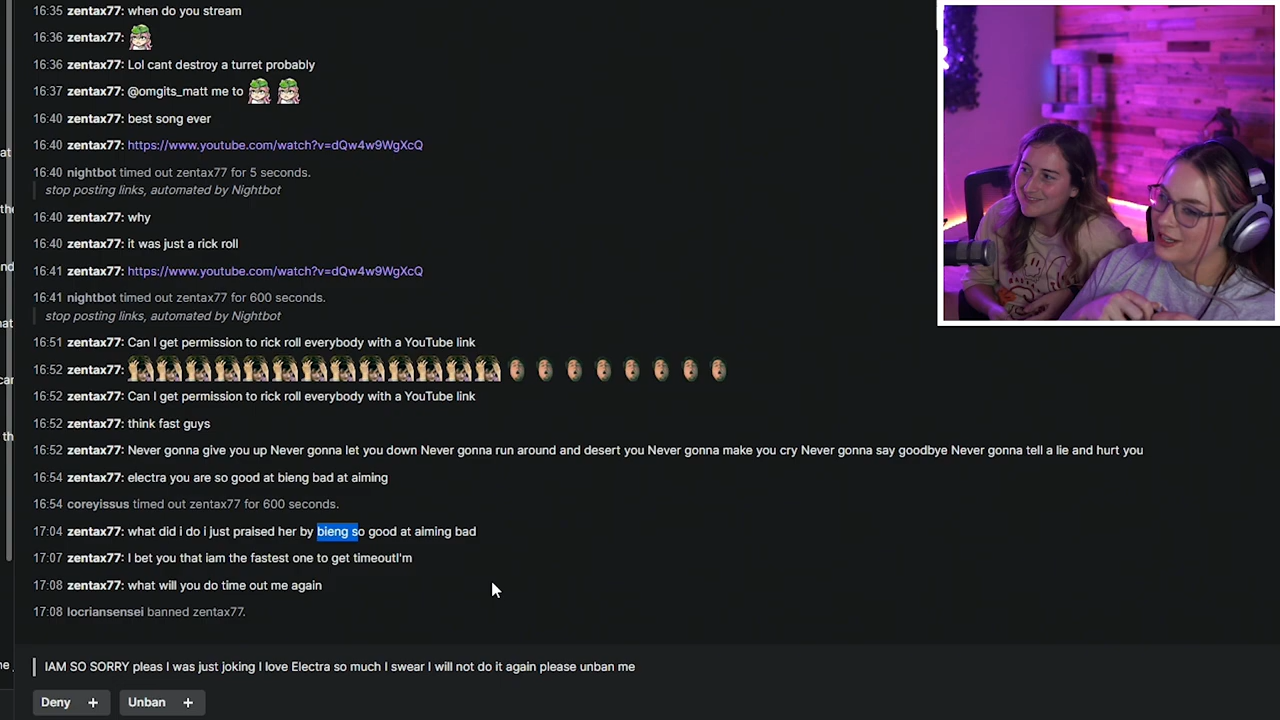 16:35 zentax77: when do you stream
16:36 zentax77:
16:36 zentax77: Lol cant destroy a turret probably
16:37 zentax77: @omgits_matt me to
16:40 zentax77: best song ever
16:40 zentax77: https://www.youtube.com/watch?v=dQw4w9WgXcQ
16:40 nightbot timed out zentax77 for 5 seconds.
stop posting links, automated by Nightbot
16:40 zentax77: why
16:40 zentax77: it was just a rick roll
16:41 zentax77: https://www.youtube.com/watch?v=dQw4w9WgXcQ
16:41 nightbot timed out zentax77 for 600 seconds.
stop posting links, automated by Nightbot
16:51 zentax77: Can I get permission to rick roll everybody with a YouTube link
16:52 zentax77:
16:52 zentax77: Can I get permission to rick roll everybody with a YouTube link
16:52 zentax77: think fast guys
16:52 zentax77: Never gonna give you up Never gonna let you down Never gonna run around and desert you Never gonna make you cry Never gonna say goodbye Never gonna tell a lie and hurt you
16:54 zentax77: electra you are so good at bieng bad at aiming
16:54 coreyissus timed out zentax77 for 600 seconds.
17:04 zentax77: what did i do i just praised her by bieng so good at aiming bad
17:07 zentax77: I bet you that iam the fastest one to get timeoutI'm
17:08 zentax77: what will you do time out me again
17:08 locriansensei banned zentax77.
IAM SO SORRY pleas I was just joking I love Electra so much I swear I will not do it again please unban me
Deny +
Unban +